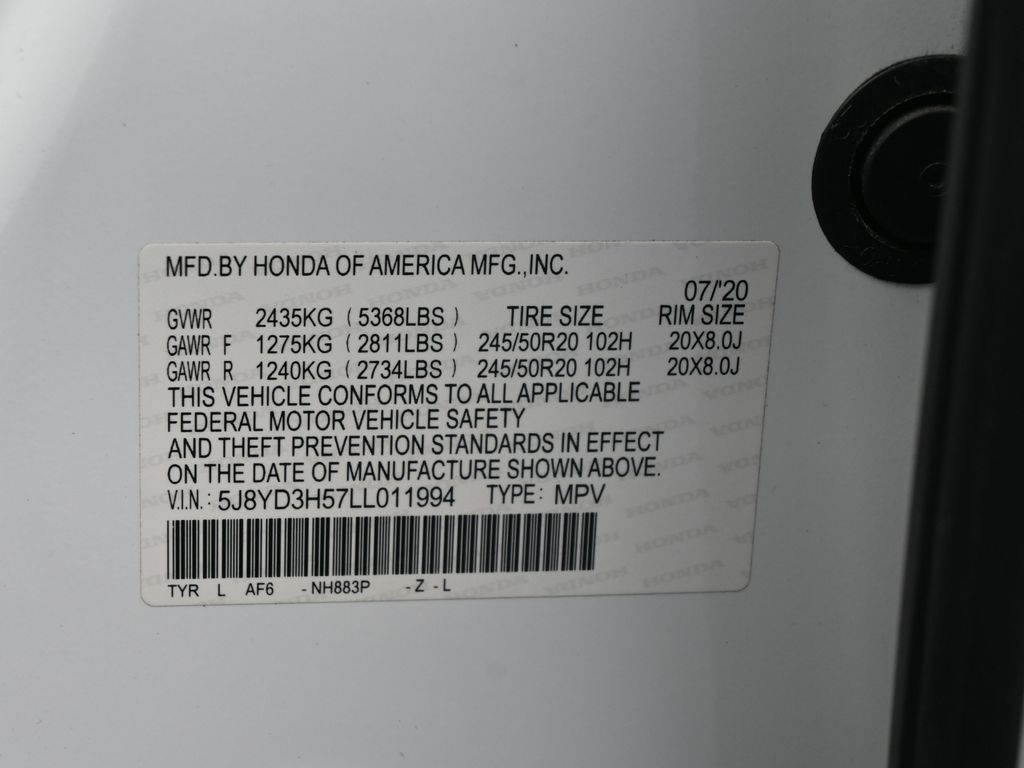 MFD.BY HONDA OF AMERICA MFG.,INC.
07/'20
GVWR 2435KG (5368LBS) TIRE SIZE RIM SIZE
GAWR F 1275KG (2811LBS) 245/50R20 102H 20X8.0J
GAWR R 1240KG (2734LBS) 245/50R20 102H 20X8.0J
THIS VEHICLE CONFORMS TO ALL APPLICABLE
FEDERAL MOTOR VEHICLE SAFETY
AND THEFT PREVENTION STANDARDS IN EFFECT
ON THE DATE OF MANUFACTURE SHOWN ABOVE.
V.I.N.: 5J8YD3H57LL011994 TYPE: MPV
TYR L AF6 -NH883P -Z -L